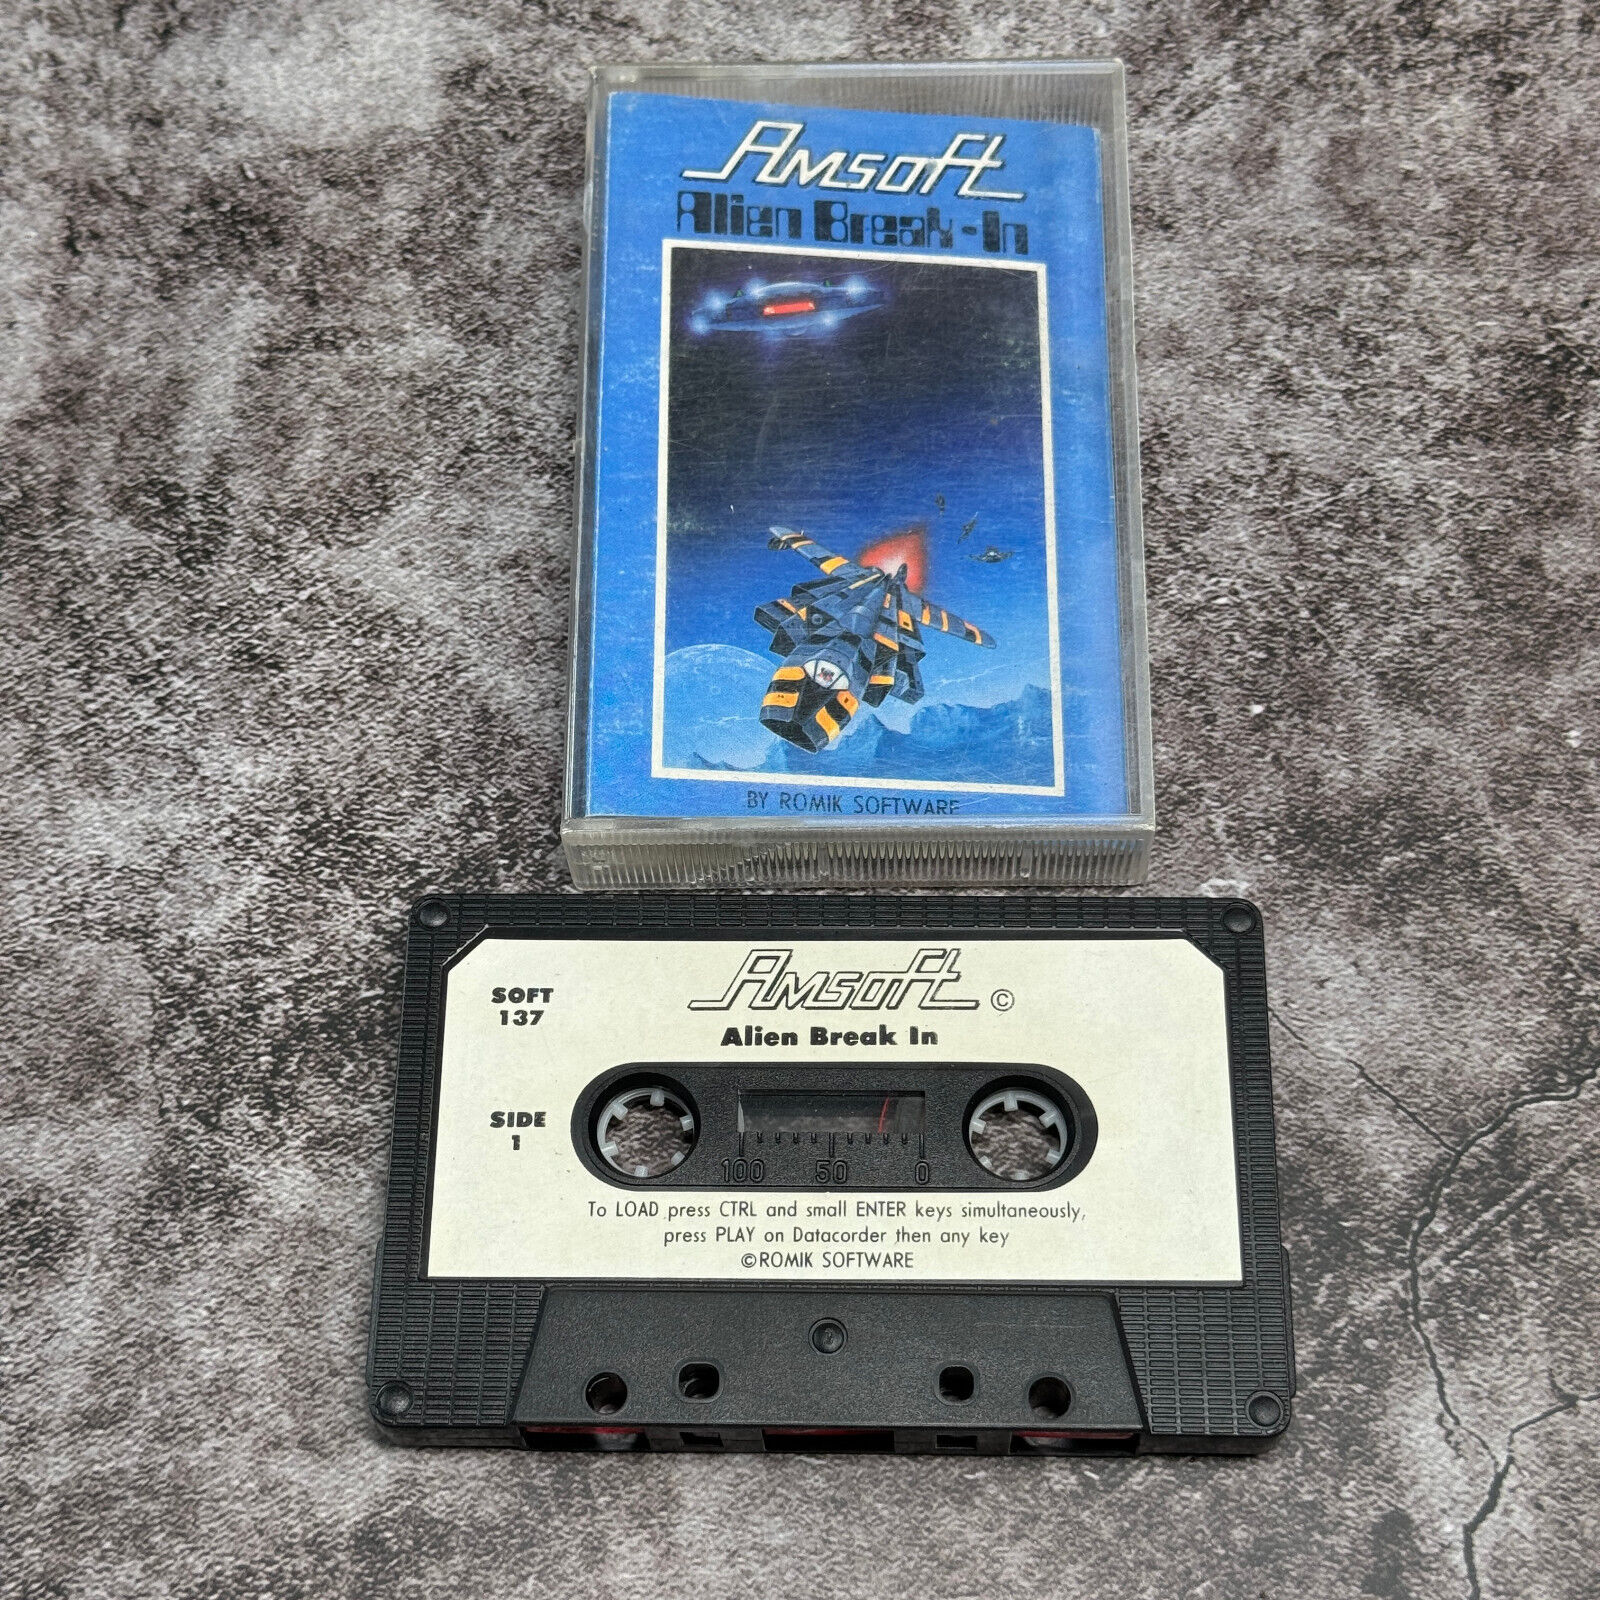 Amsoft
Alien Break-In
BY ROMIK SOFTWARE
Amsoft ©
SOFT
137
Alien Break In
SIDE
1
100 50 0
To LOAD press CTRL and small ENTER keys simultaneously,
press PLAY on Datacorder then any key
©ROMIK SOFTWARE